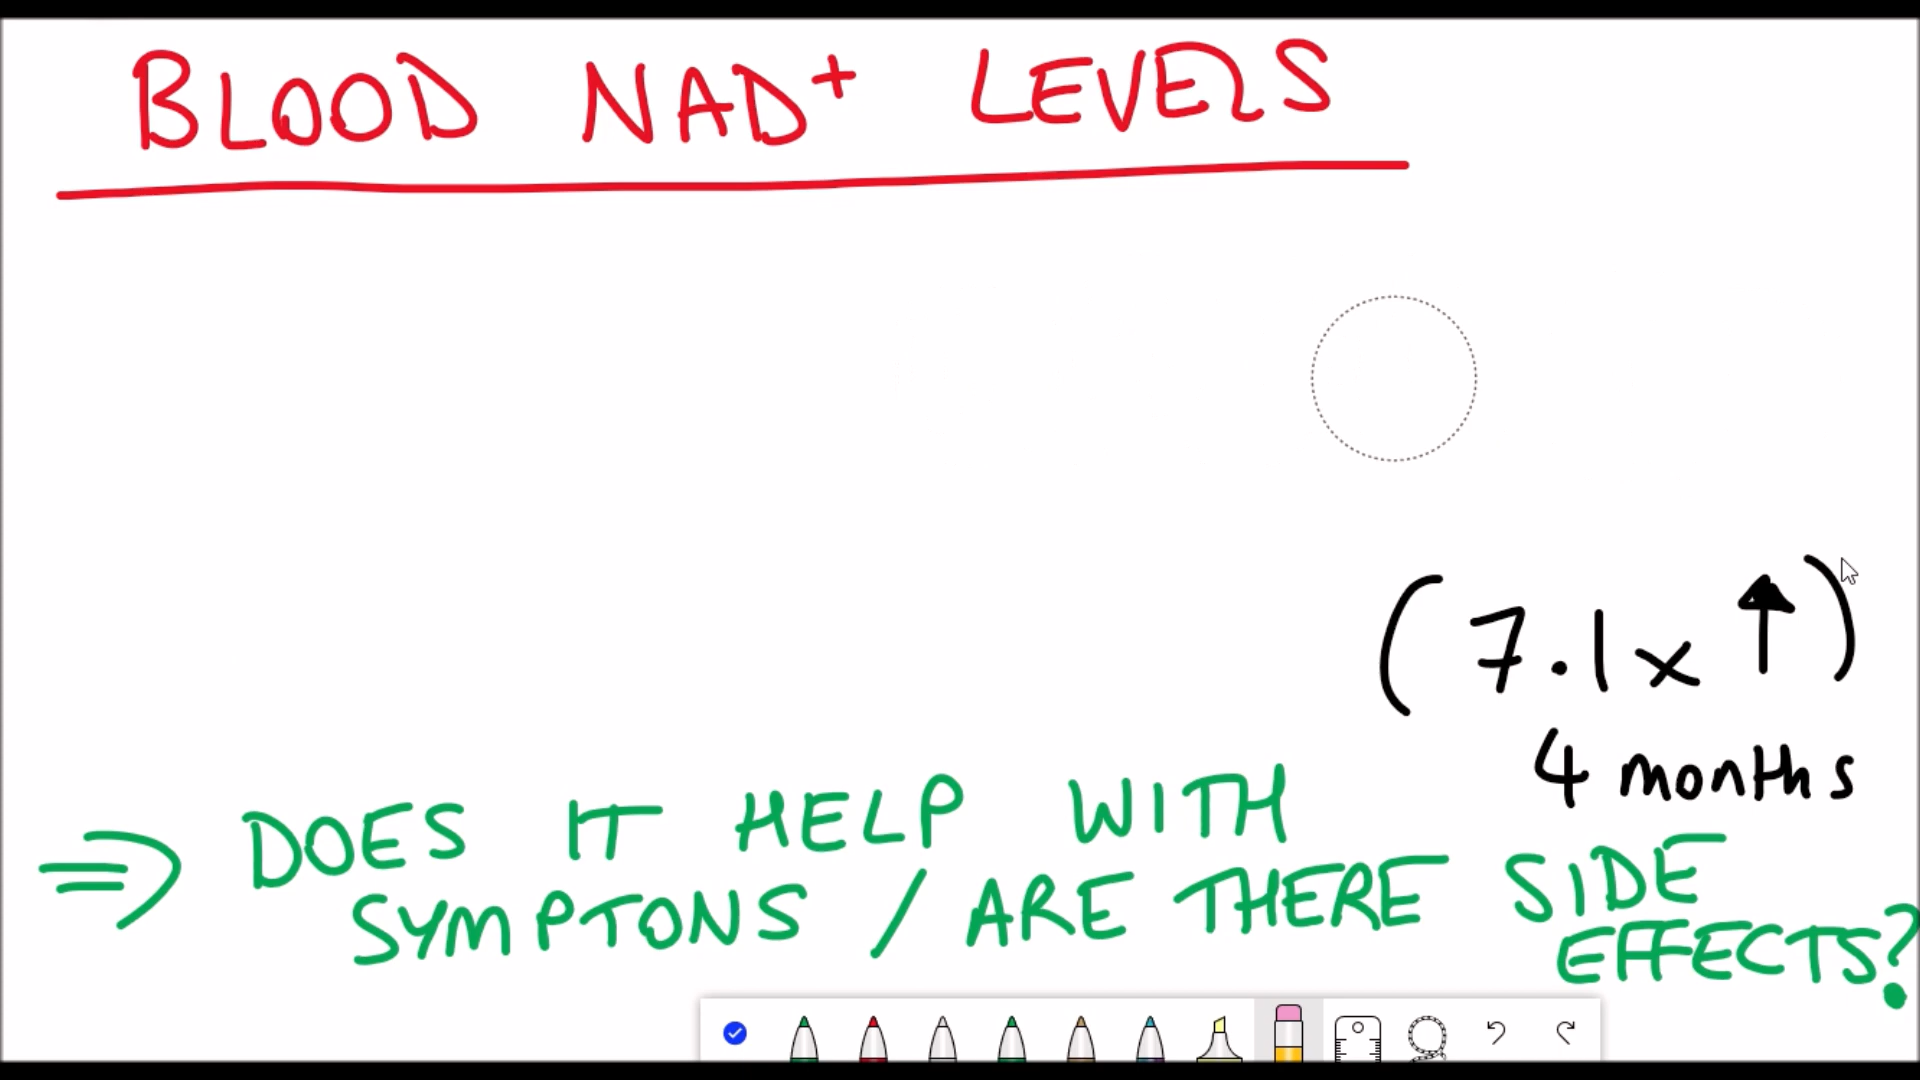 BLOOD NAD+ LEVELS
(7.1x ↑)
4 months
⇒ DOES IT HELP WITH
SYMPTONS / ARE THERE SIDE
EFFECTS?